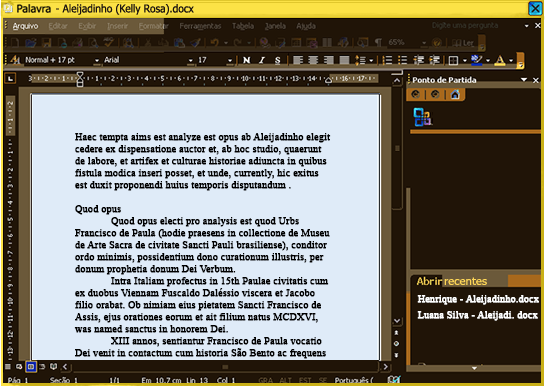 Palavra - Aleijadinho (Kelly Rosa).docx
Arquivo Editar Exibir Inserir Formatar Ferramentas Tabela Janela Ajuda Digite uma pergunta
65% Ler
Normal + 17 pt Arial 17 N I S
Ponto de Partida
Haec tempta aims est analyze est opus ab Aleijadinho elegit
cedere ex dispensatione auctor et, ab hoc studio, quaerunt
de labore, et artifex et culturae historiae adiuncta in quibus
fistula modica inseri posset, et unde, currently, hic exitus
est duxit proponendi huius temporis disputandum .
Quod opus
Quod opus electi pro analysis est quod Urbs
Francisco de Paula (hodie praesens in collectione de Museu
de Arte Sacra de civitate Sancti Pauli brasiliense), conditor
ordo minimis, possidentium dono curationum illustris, per
donum prophetia donum Dei Verbum.
Intra Italiam profectus in 15th Paulae civitatis cum
ex duobus Viennam Fuscaldo Daléssio viscera et Jacobo
filio orabat. Ob nimiam eius pietatem Sancti Francisco de
Assis, ejus orationes eorum et ait filium natus MCDXVI,
was named sanctus in honorem Dei.
XIII annos, sentiantur Francisco de Paula vocatio
Dei venit in contactum cum historia São Bento ac frequens
Abrir recentes
Henrique - Aleijadinho.docx
Luana Silva - Aleijadi. docx
Página 1 Seção 1 1/1 Em 10,7 cm Lin 13 Col 1 GRA ALT EST SE Português (